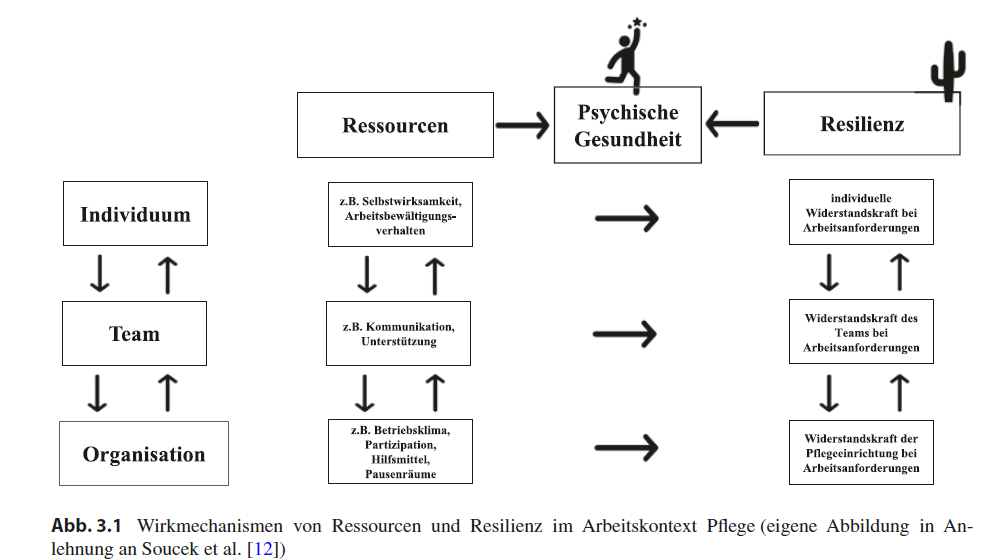 Ressourcen
Psychische
Gesundheit
Resilienz
Individuum
z.B. Selbstwirksamkeit,
Arbeitsbewältigungs-
verhalten
individuelle
Widerstandskraft bei
Arbeitsanforderungen
Team
z.B. Kommunikation,
Unterstützung
Widerstandskraft des
Teams bei
Arbeitsanforderungen
Organisation
z.B. Betriebsklima,
Partizipation,
Hilfsmittel,
Pausenräume
Widerstandskraft der
Pflegeeinrichtung bei
Arbeitsanforderungen
Abb. 3.1 Wirkmechanismen von Ressourcen und Resilienz im Arbeitskontext Pflege (eigene Abbildung in An-
lehnung an Soucek et al. [12])